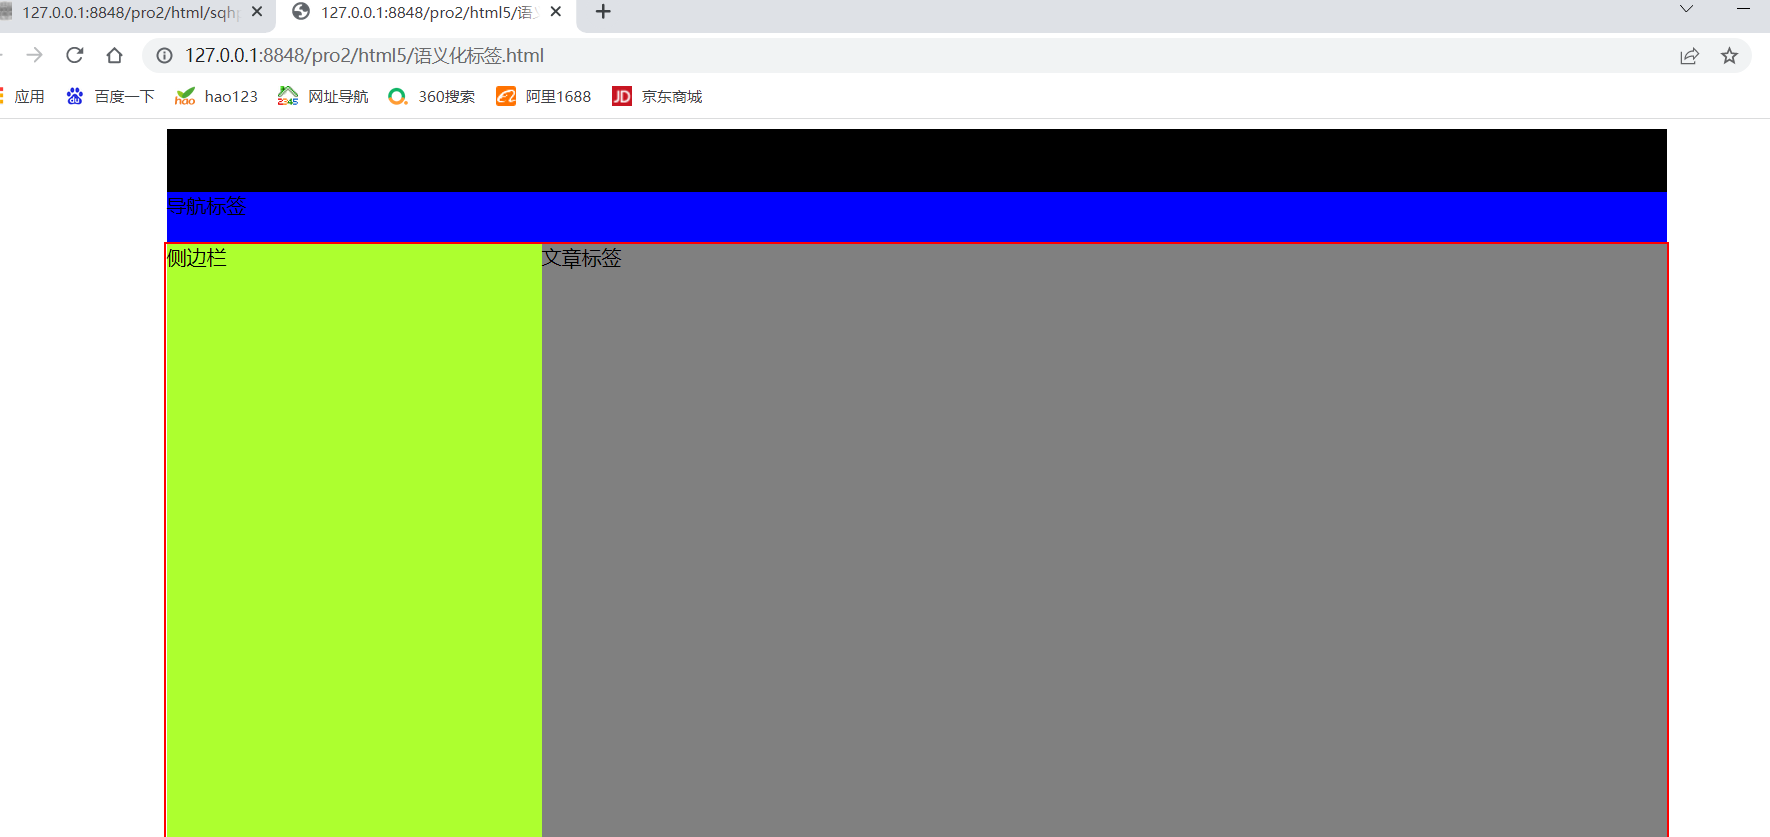 127.0.0.1:8848/pro2/html/sqh
127.0.0.1:8848/pro2/html5/语
127.0.0.1:8848/pro2/html5/语义化标签.html
应用
百度一下
hao123
网址导航
360搜索
阿里1688
京东商城
导航标签
侧边栏
文章标签